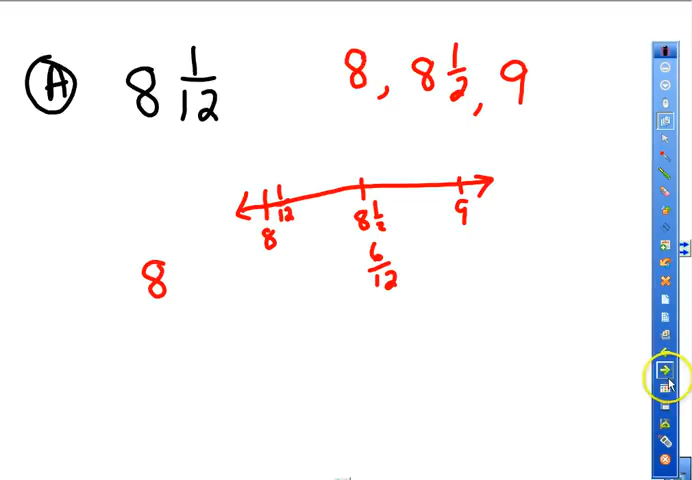 A 8 1/12
8, 8 1/2, 9
1/12
8 8 1/2 9
6/12
8